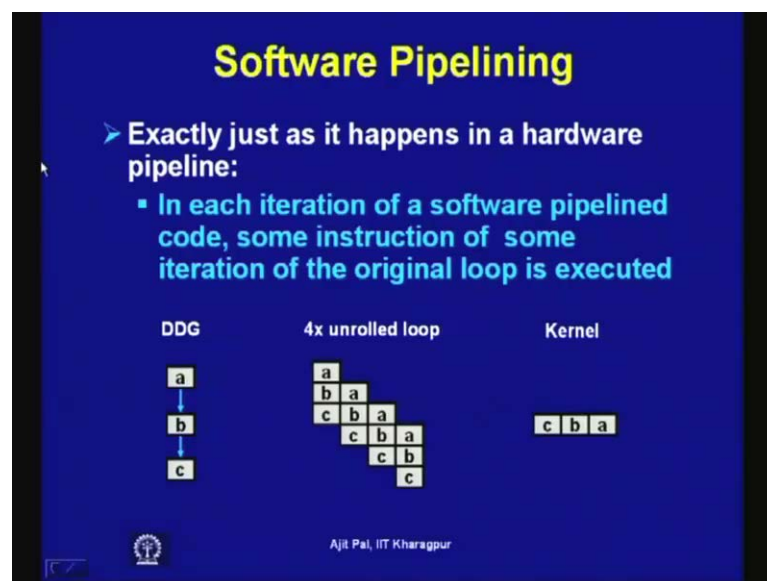 Software Pipelining
Exactly just as it happens in a hardware
pipeline:
In each iteration of a software pipelined
code, some instruction of some
iteration of the original loop is executed
DDG 4x unrolled loop Kernel
a
b
c
a
b a
c b a
c b a
c b
c
c b a
Ajit Pal, IIT Kharagpur